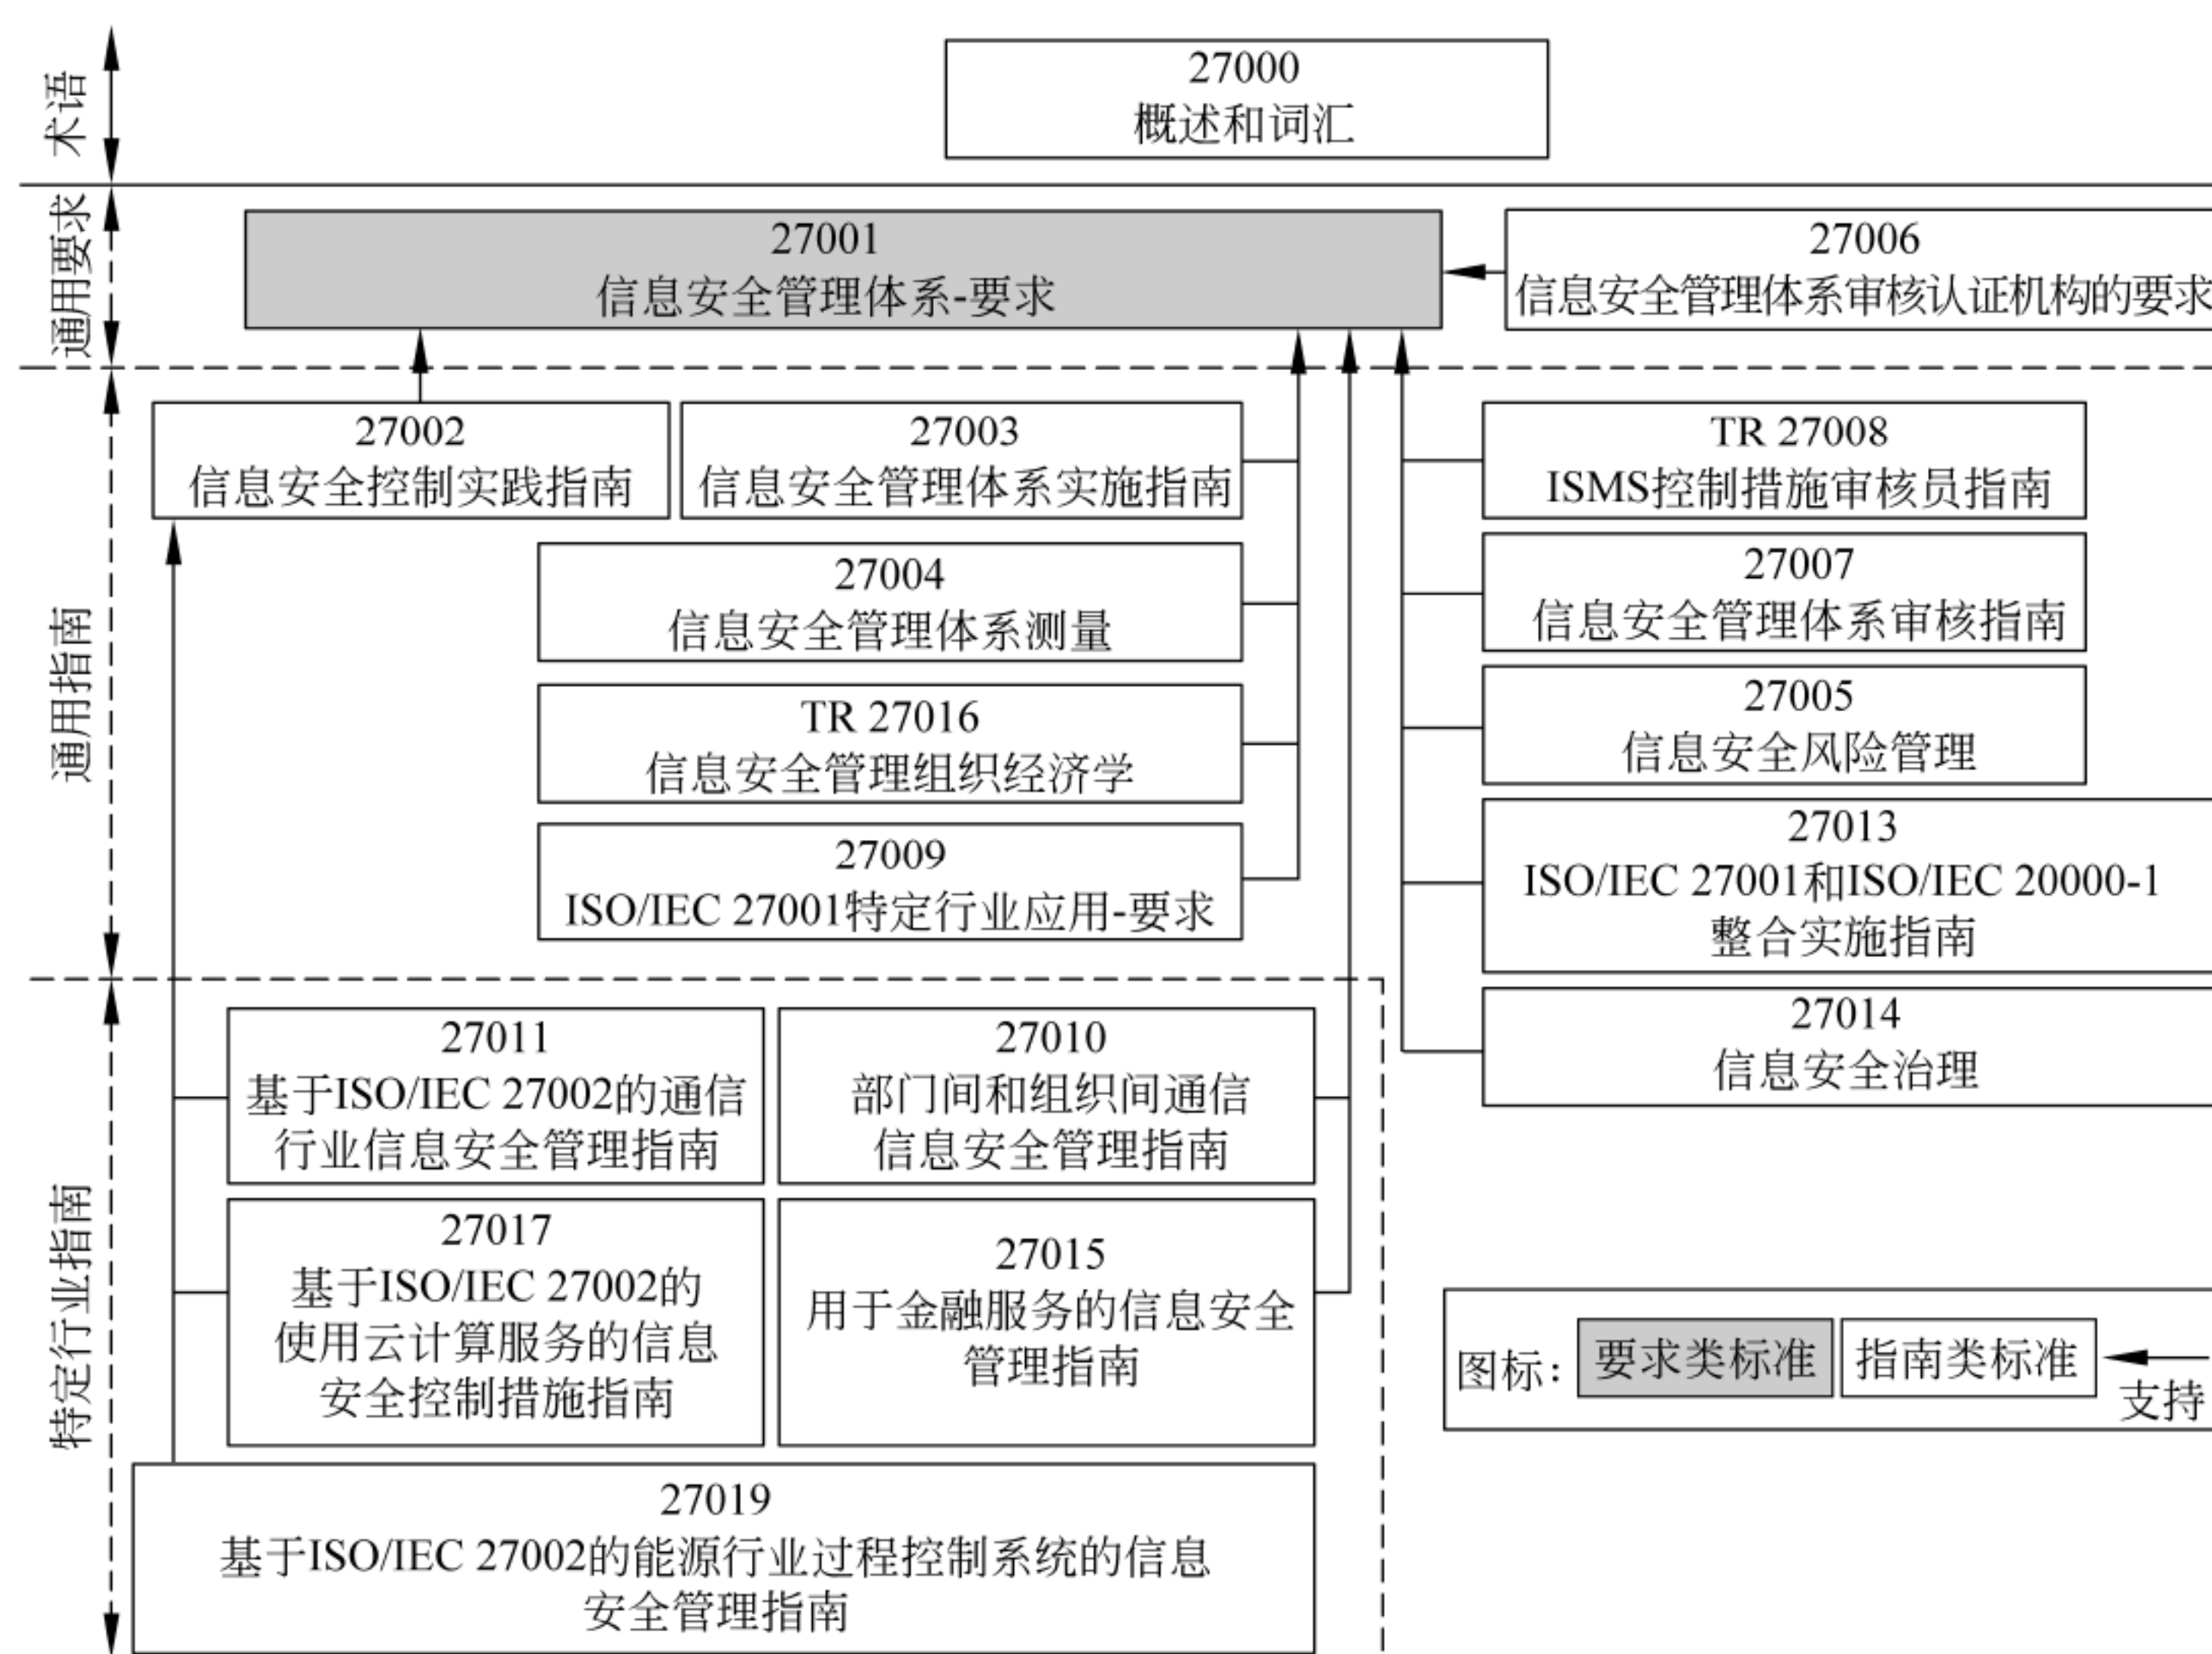 术语
27000
概述和词汇
通用要求
27001
信息安全管理体系-要求
27006
信息安全管理体系审核认证机构的要求
通用指南
27002
信息安全控制实践指南
27003
信息安全管理体系实施指南
TR 27008
ISMS控制措施审核员指南
27004
信息安全管理体系测量
27007
信息安全管理体系审核指南
TR 27016
信息安全管理组织经济学
27005
信息安全风险管理
27009
ISO/IEC 27001特定行业应用-要求
27013
ISO/IEC 27001和ISO/IEC 20000-1
整合实施指南
27014
信息安全治理
特定行业指南
27011
基于ISO/IEC 27002的通信
行业信息安全管理指南
27010
部门间和组织间通信
信息安全管理指南
27017
基于ISO/IEC 27002的
使用云计算服务的信息
安全控制措施指南
27015
用于金融服务的信息安全
管理指南
27019
基于ISO/IEC 27002的能源行业过程控制系统的信息
安全管理指南
图标：
要求类标准
指南类标准
支持